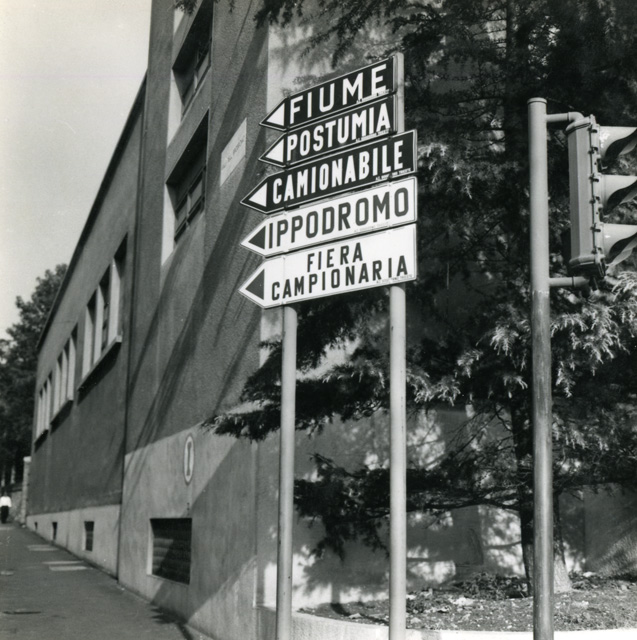 FIUME
POSTUMIA
CAMIONABILE
IPPODROMO
FIERA
CAMPIONARIA